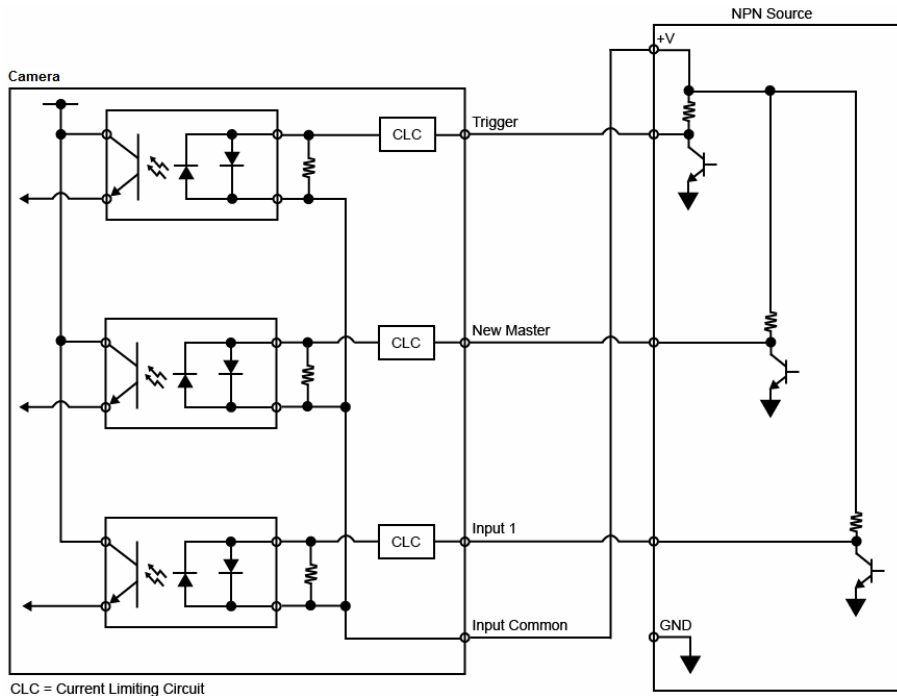 NPN Source
+V
Camera
CLC
Trigger
CLC
New Master
CLC
Input 1
Input Common
GND
CLC = Current Limiting Circuit